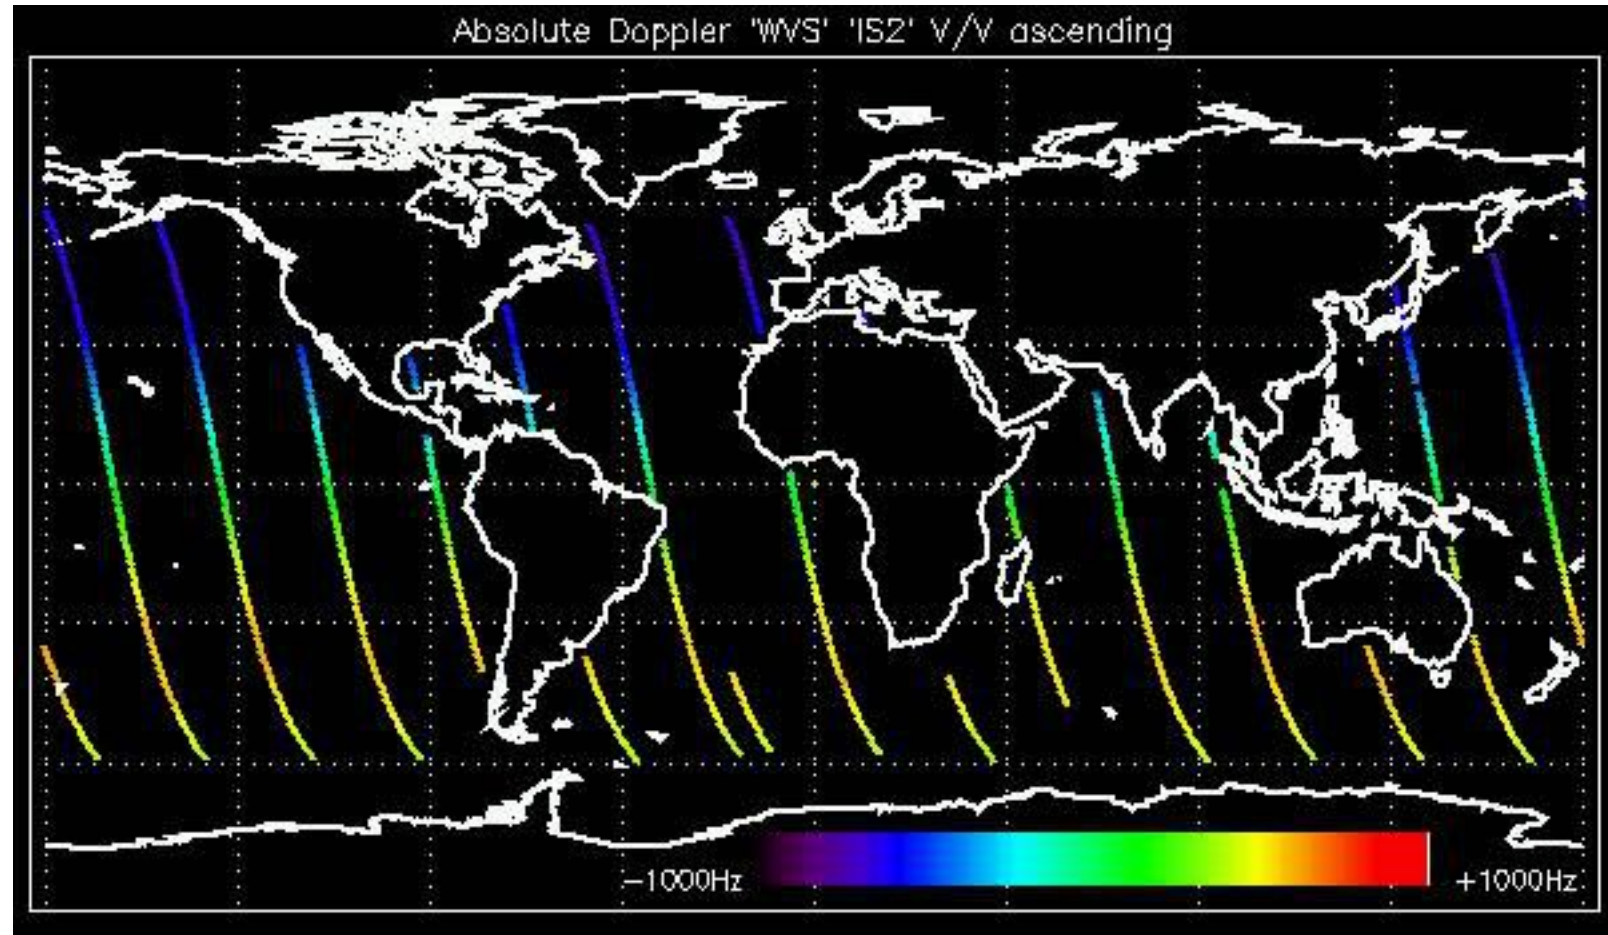 Absolute Doppler 'WVS' 'IS2' V/V ascending
−1000Hz
+1000Hz